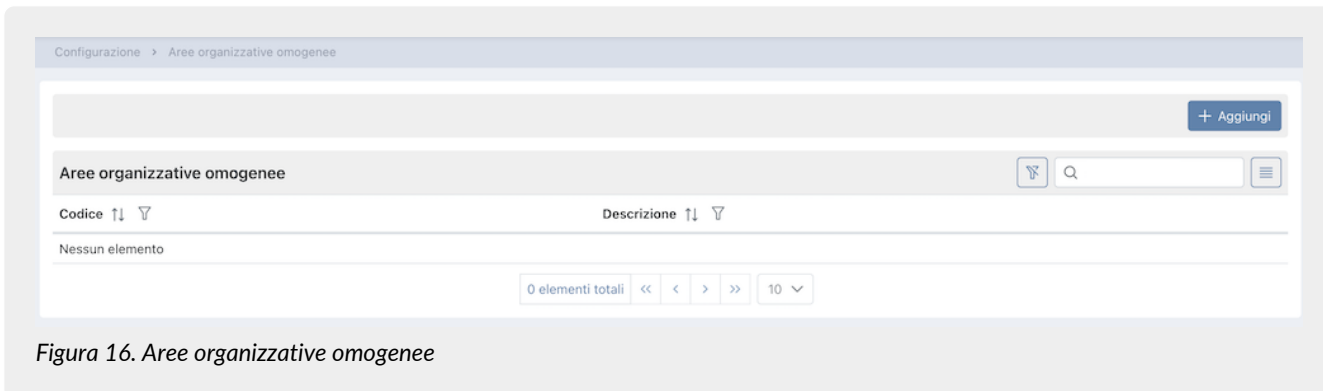 Configurazione > Aree organizzative omogenee
+ Aggiungi
Aree organizzative omogenee
Codice Descrizione
Nessun elemento
0 elementi totali << < > >> 10
Figura 16. Aree organizzative omogenee